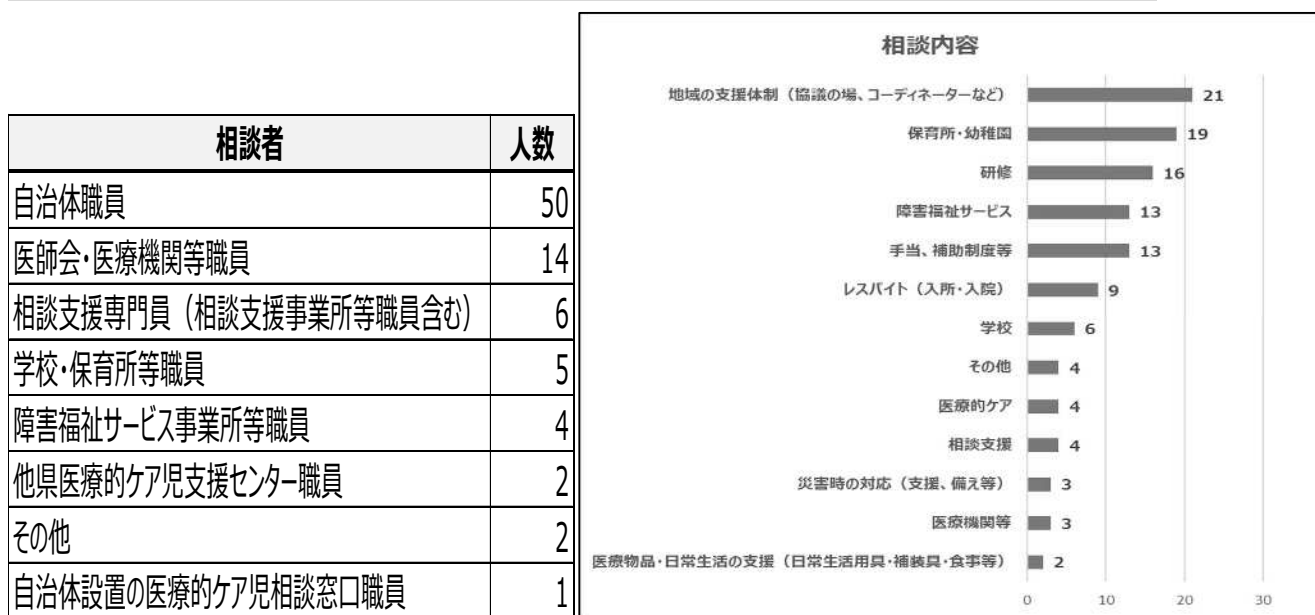 相談者 人数
自治体職員 50
医師会・医療機関等職員 14
相談支援専門員（相談支援事業所等職員含む） 6
学校・保育所等職員 5
障害福祉サービス事業所等職員 4
他県医療的ケア児支援センター職員 2
その他 2
自治体設置の医療的ケア児相談窓口職員 1
相談内容
地域の支援体制（協議の場、コーディネーターなど） 21
保育所・幼稚園 19
研修 16
障害福祉サービス 13
手当、補助制度等 13
レスパイト（入所・入院） 9
学校 6
その他 4
医療的ケア 4
相談支援 4
災害時の対応（支援、備え等） 3
医療機関等 3
医療物品・日常生活の支援（日常生活用具・補装具・食事等） 2
0 10 20 30